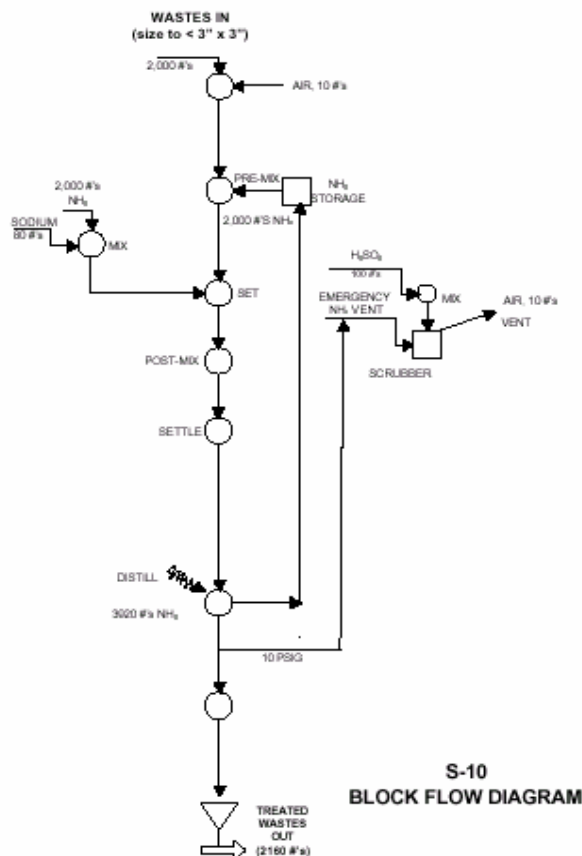 WASTES IN
(size to < 3" x 3")
2,000 #'s
AIR, 10 #'s
PRE-MIX
NH₃
STORAGE
2,000 #'S NH₃
2,000 #'s
NH₃
SODIUM
80 #'s
MIX
SET
H₂SO₄
100 #'s
MIX
EMERGENCY
NH₃ VENT
AIR, 10 #'s
VENT
SCRUBBER
POST-MIX
SETTLE
DISTILL
3920 #'s NH₃
10 PSIG
S-10
BLOCK FLOW DIAGRAM
TREATED
WASTES
OUT
(2160 #'s)